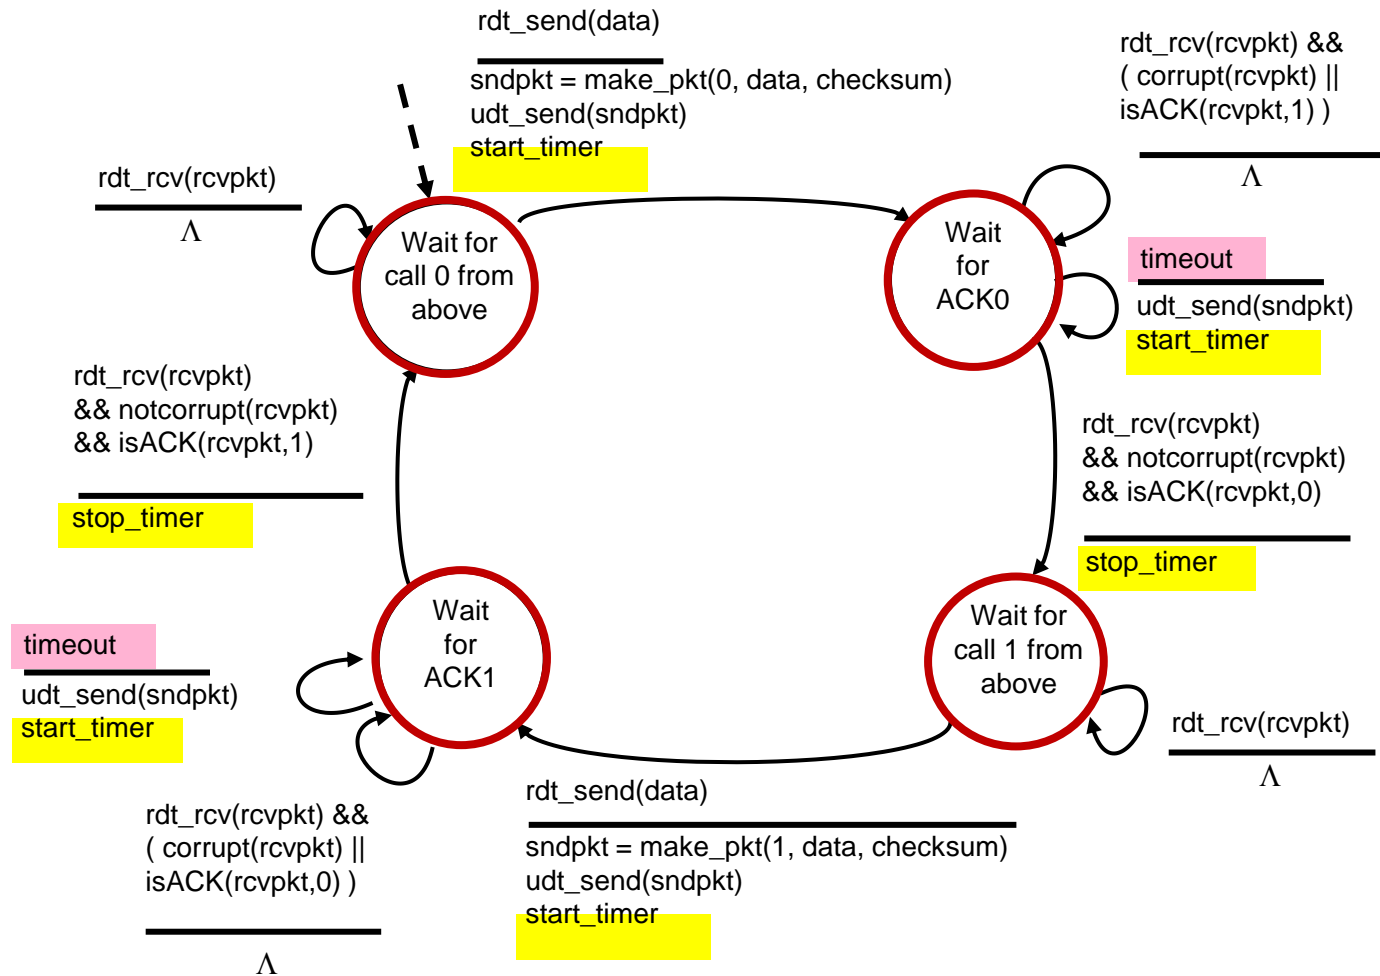 rdt_send(data)
sndpkt = make_pkt(0, data, checksum)
udt_send(sndpkt)
start_timer
rdt_rcv(rcvpkt) &&
( corrupt(rcvpkt) ||
isACK(rcvpkt,1) )
Λ
rdt_rcv(rcvpkt)
Λ
Wait for
call 0 from
above
Wait
for
ACK0
timeout
udt_send(sndpkt)
start_timer
rdt_rcv(rcvpkt)
&& notcorrupt(rcvpkt)
&& isACK(rcvpkt,1)
stop_timer
rdt_rcv(rcvpkt)
&& notcorrupt(rcvpkt)
&& isACK(rcvpkt,0)
stop_timer
timeout
udt_send(sndpkt)
start_timer
Wait
for
ACK1
Wait for
call 1 from
above
rdt_rcv(rcvpkt)
Λ
rdt_rcv(rcvpkt) &&
( corrupt(rcvpkt) ||
isACK(rcvpkt,0) )
Λ
rdt_send(data)
sndpkt = make_pkt(1, data, checksum)
udt_send(sndpkt)
start_timer